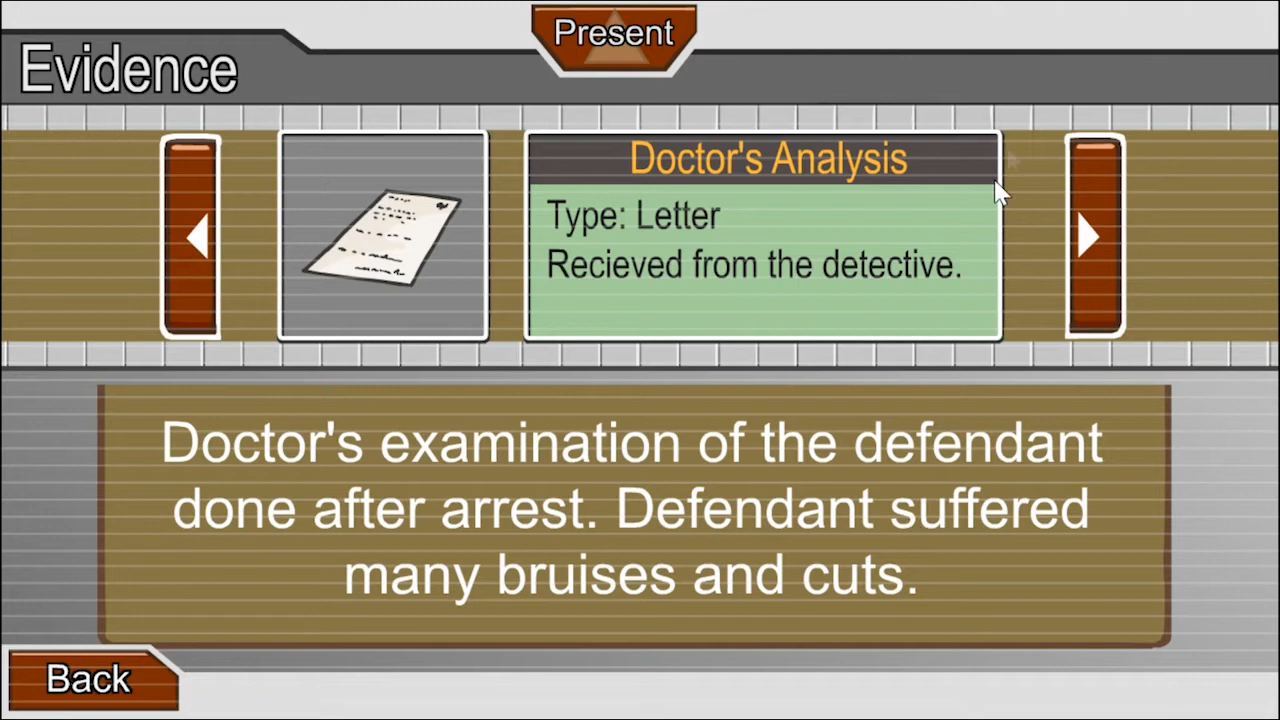 Present
Evidence
Doctor's Analysis
Type: Letter
Recieved from the detective.
Doctor's examination of the defendant
done after arrest. Defendant suffered
many bruises and cuts.
Back